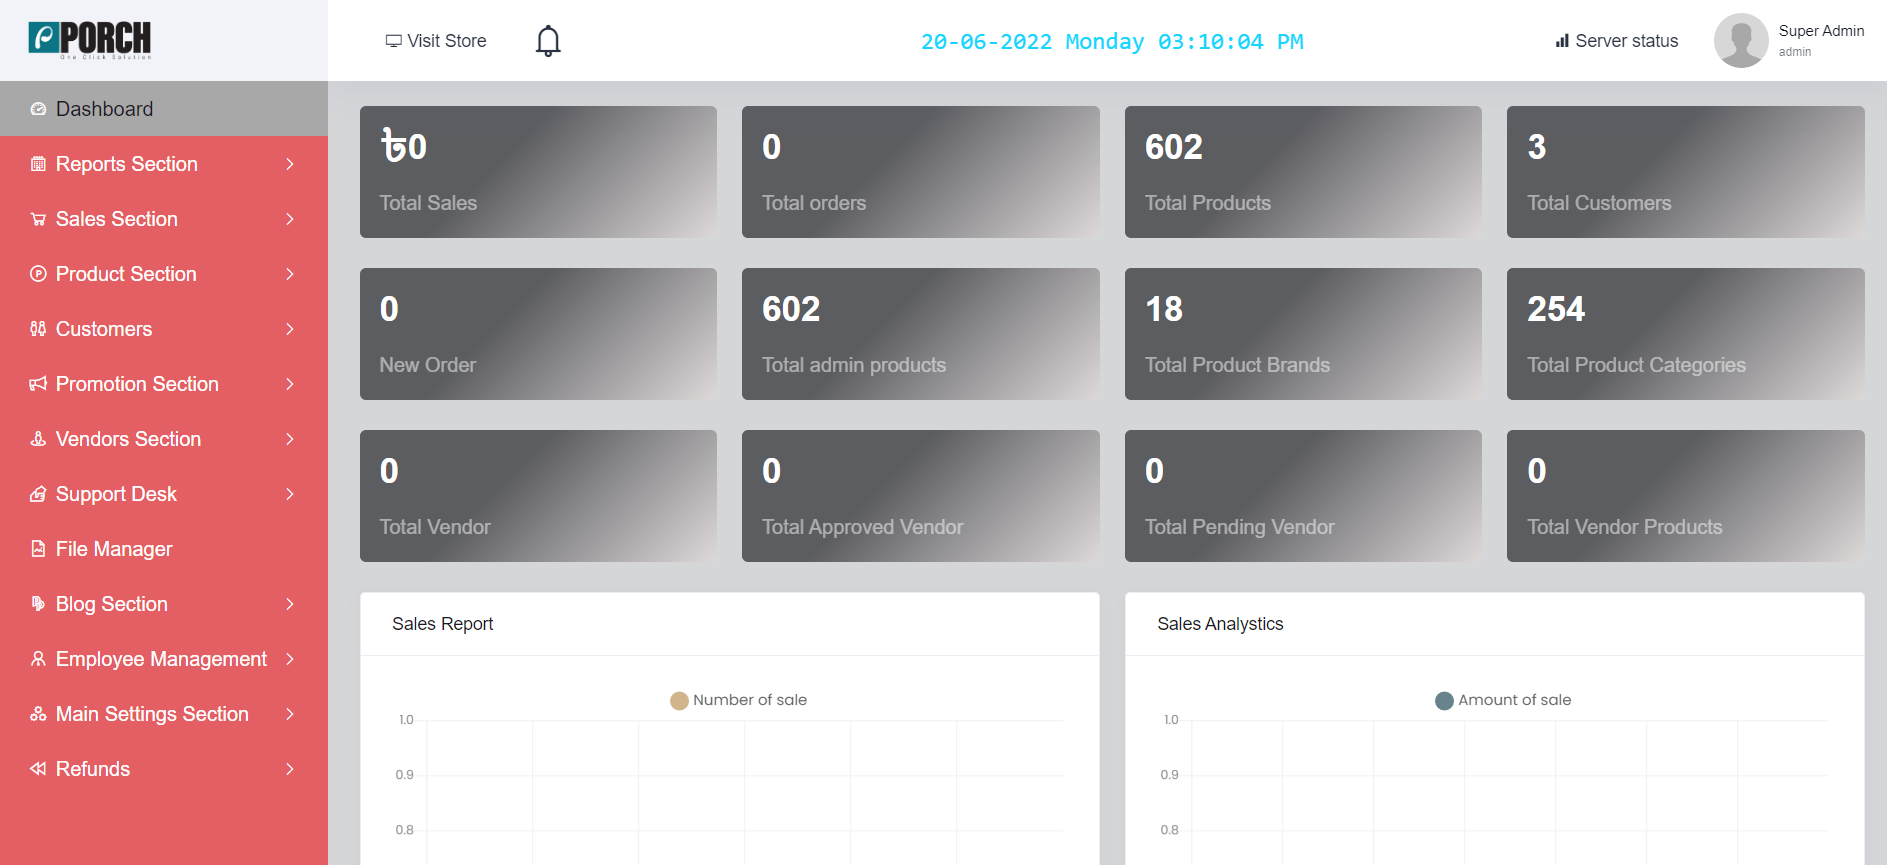 PORCH
One Click Solution
Visit Store
20-06-2022 Monday 03:10:04 PM
Server status
Super Admin
admin
Dashboard
Reports Section
Sales Section
Product Section
Customers
Promotion Section
Vendors Section
Support Desk
File Manager
Blog Section
Employee Management
Main Settings Section
Refunds
৳0
Total Sales
0
Total orders
602
Total Products
3
Total Customers
0
New Order
602
Total admin products
18
Total Product Brands
254
Total Product Categories
0
Total Vendor
0
Total Approved Vendor
0
Total Pending Vendor
0
Total Vendor Products
Sales Report
Number of sale
1.0
0.9
0.8
Sales Analystics
Amount of sale
1.0
0.9
0.8